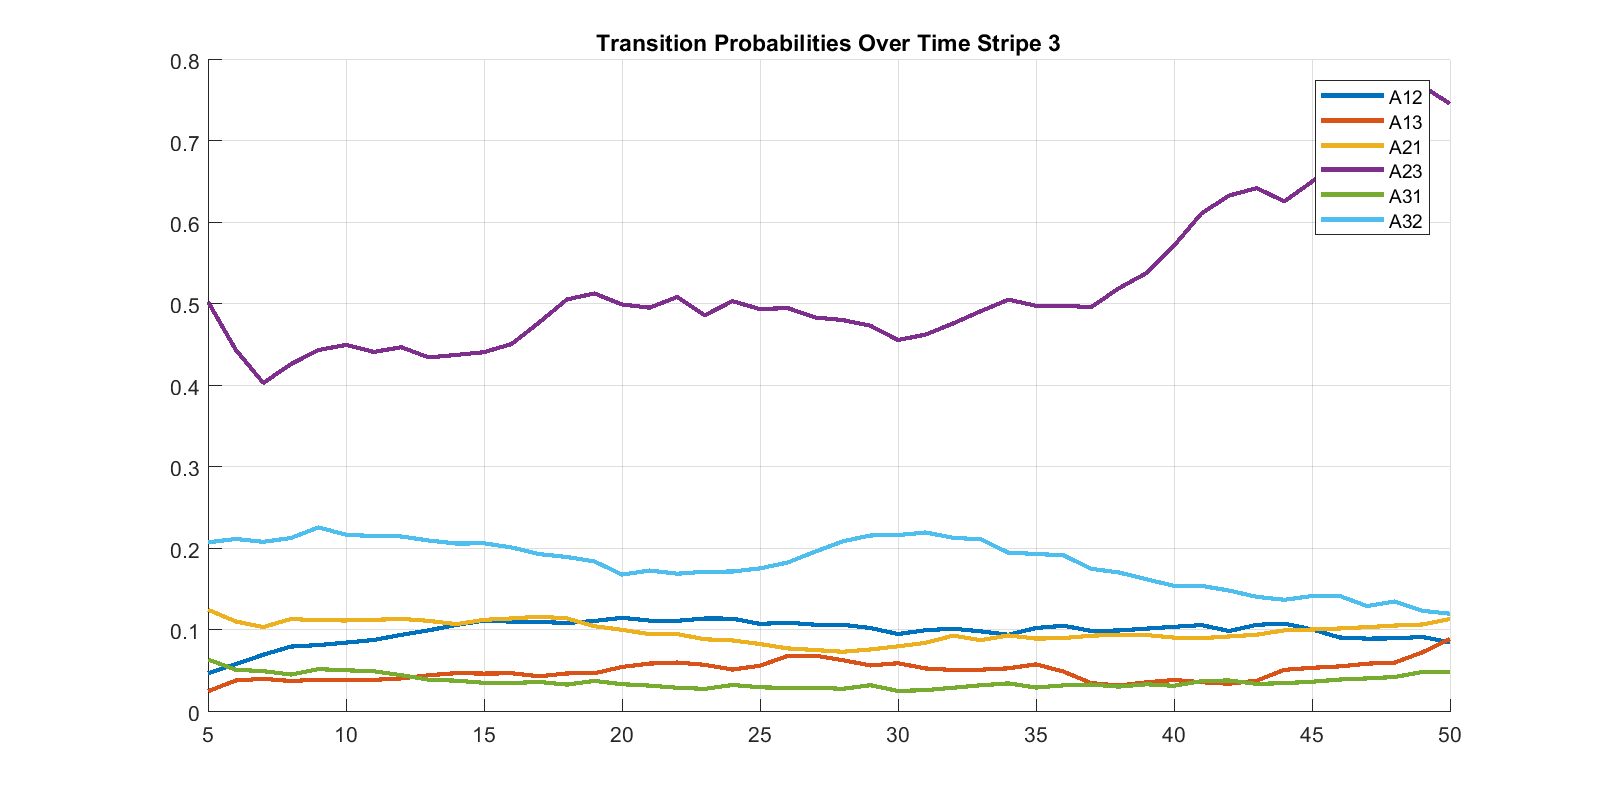 Transition Probabilities Over Time Stripe 3
0.8
0.7
0.6
0.5
0.4
0.3
0.2
0.1
0
5 10 15 20 25 30 35 40 45 50
A12
A13
A21
A23
A31
A32